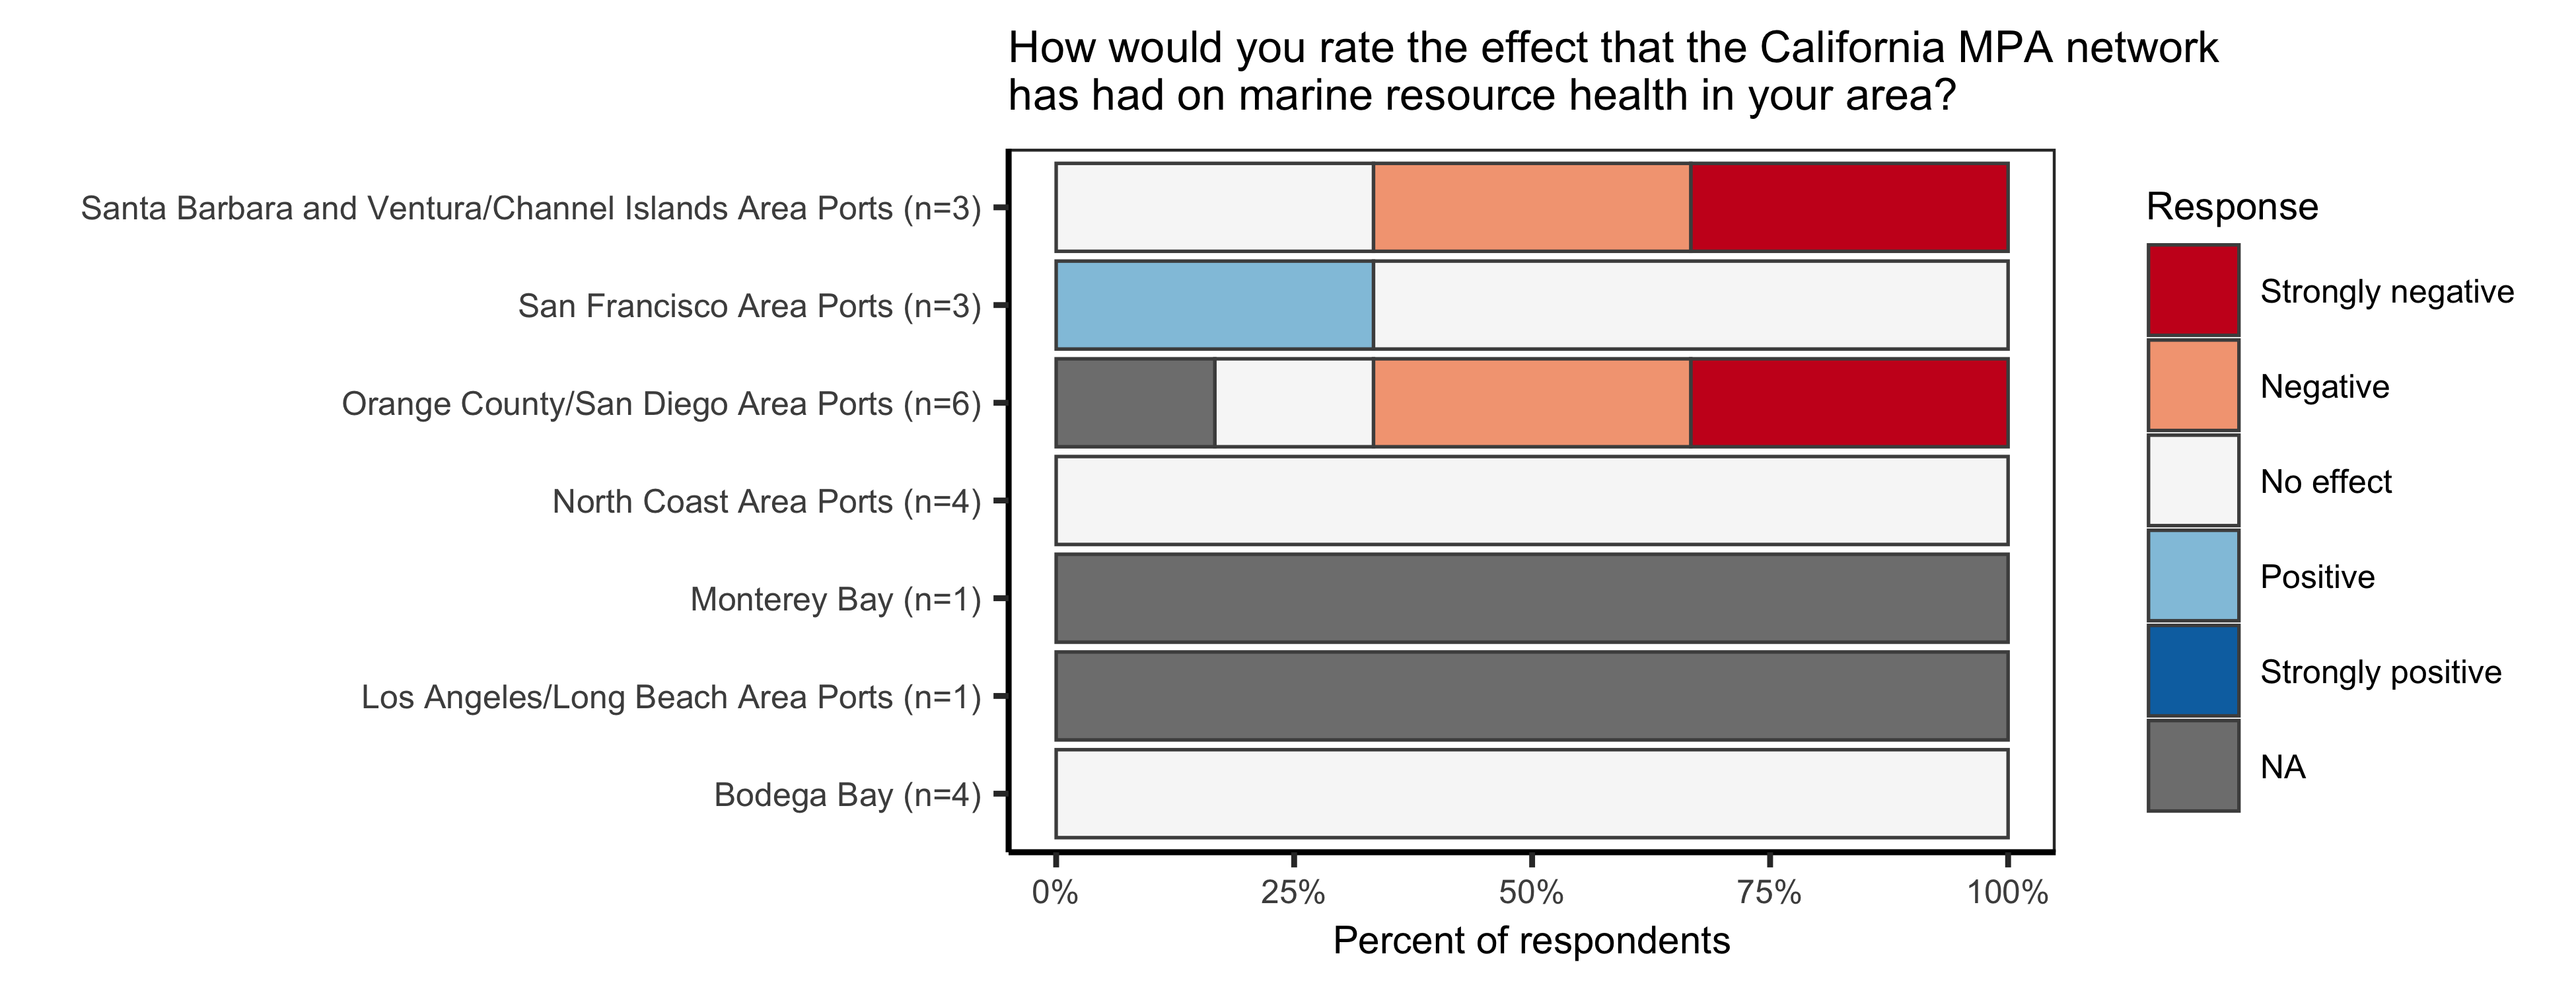 How would you rate the effect that the California MPA network
has had on marine resource health in your area?
Santa Barbara and Ventura/Channel Islands Area Ports (n=3)
San Francisco Area Ports (n=3)
Orange County/San Diego Area Ports (n=6)
North Coast Area Ports (n=4)
Monterey Bay (n=1)
Los Angeles/Long Beach Area Ports (n=1)
Bodega Bay (n=4)
0% 25% 50% 75% 100%
Percent of respondents
Response
Strongly negative
Negative
No effect
Positive
Strongly positive
NA